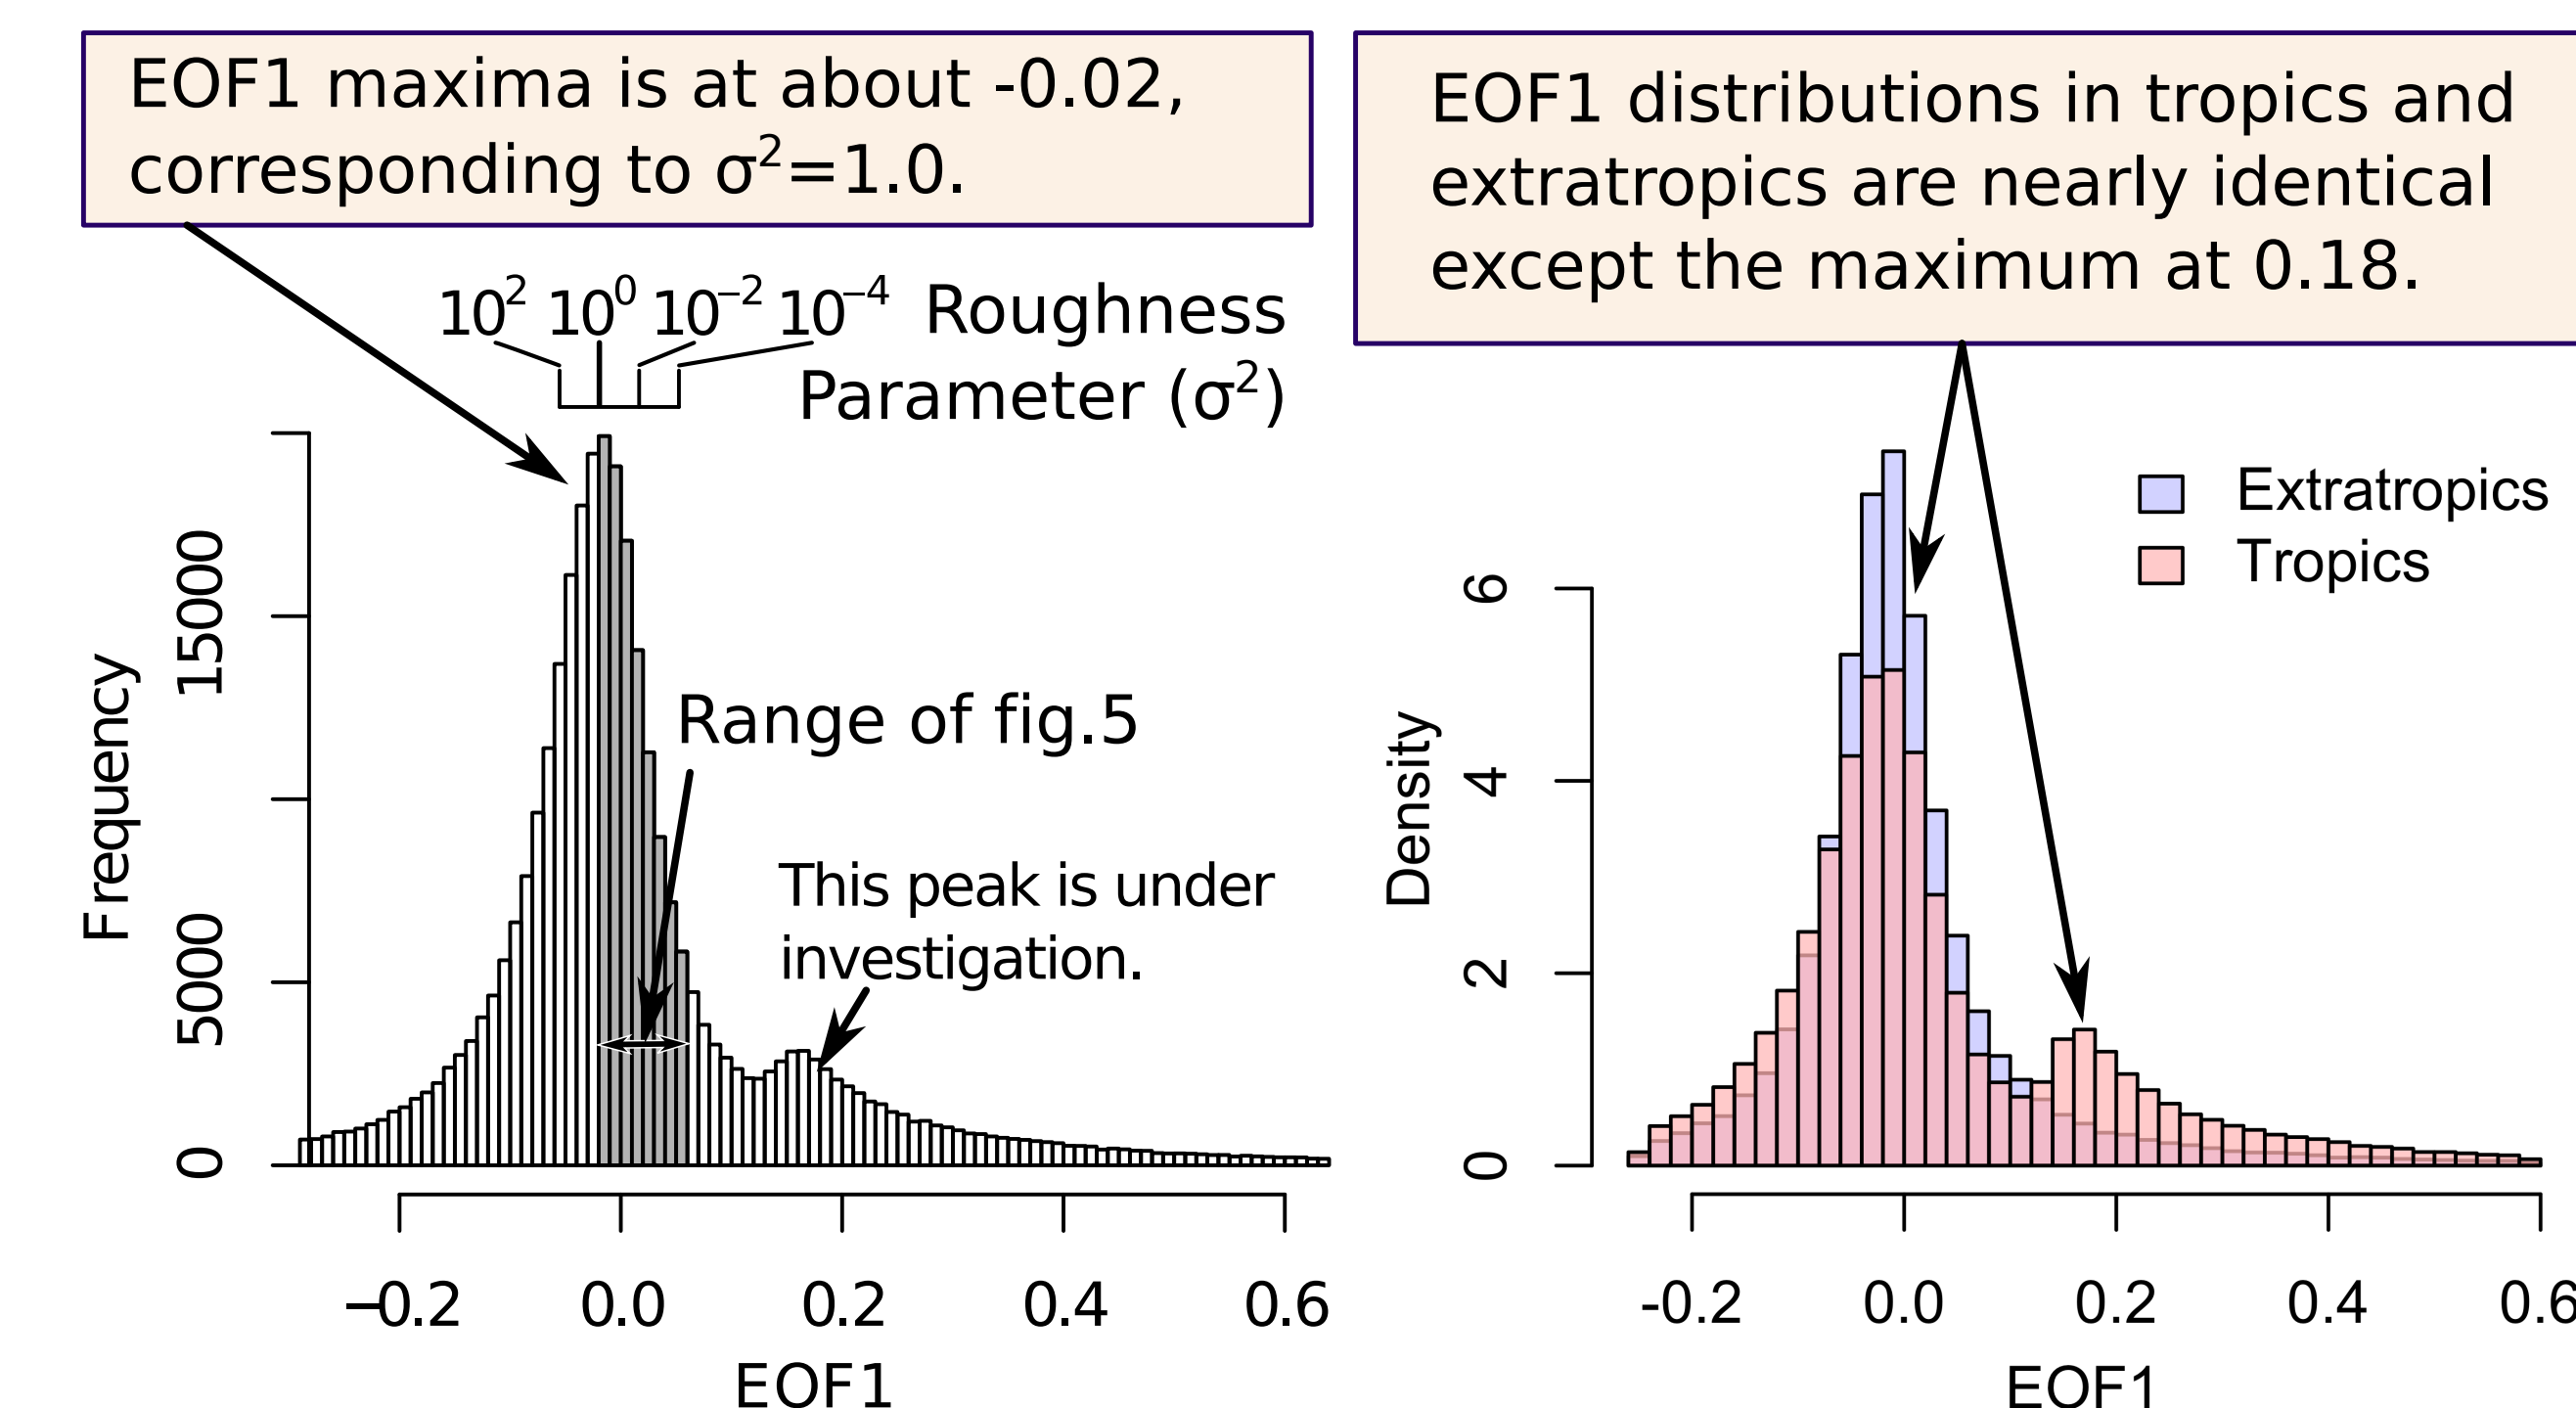 EOF1 maxima is at about -0.02,
corresponding to σ²=1.0.
10² 10⁰ 10⁻² 10⁻⁴ Roughness
Parameter (σ²)
Frequency
0 5000 15000
Range of fig.5
This peak is under
investigation.
−0.2 0.0 0.2 0.4 0.6
EOF1
EOF1 distributions in tropics and
extratropics are nearly identical
except the maximum at 0.18.
Extratropics
Tropics
Density
0 2 4 6
-0.2 0.0 0.2 0.4 0.6
EOF1